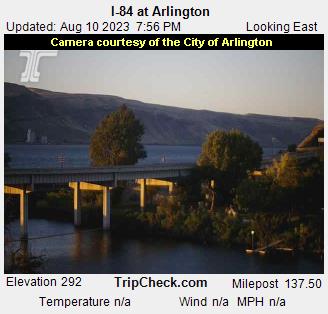 I-84 at Arlington
Updated: Aug 10 2023 7:56 PM Looking East
Camera courtesy of the City of Arlington
Elevation 292 TripCheck.com Milepost 137.50
Temperature n/a Wind n/a MPH n/a